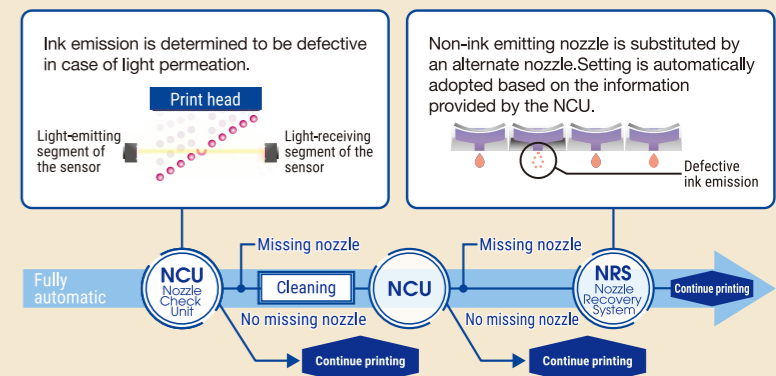 Ink emission is determined to be defective
in case of light permeation.
Print head
Light-emitting
segment of
the sensor
Light-receiving
segment of the
sensor
Non-ink emitting nozzle is substituted by
an alternate nozzle.Setting is automatically
adopted based on the information
provided by the NCU.
Defective
ink emission
Fully
automatic
NCU
Nozzle
Check
Unit
Missing nozzle
Cleaning
No missing nozzle
Continue printing
NCU
Missing nozzle
No missing nozzle
Continue printing
NRS
Nozzle
Recovery
System
Continue printing